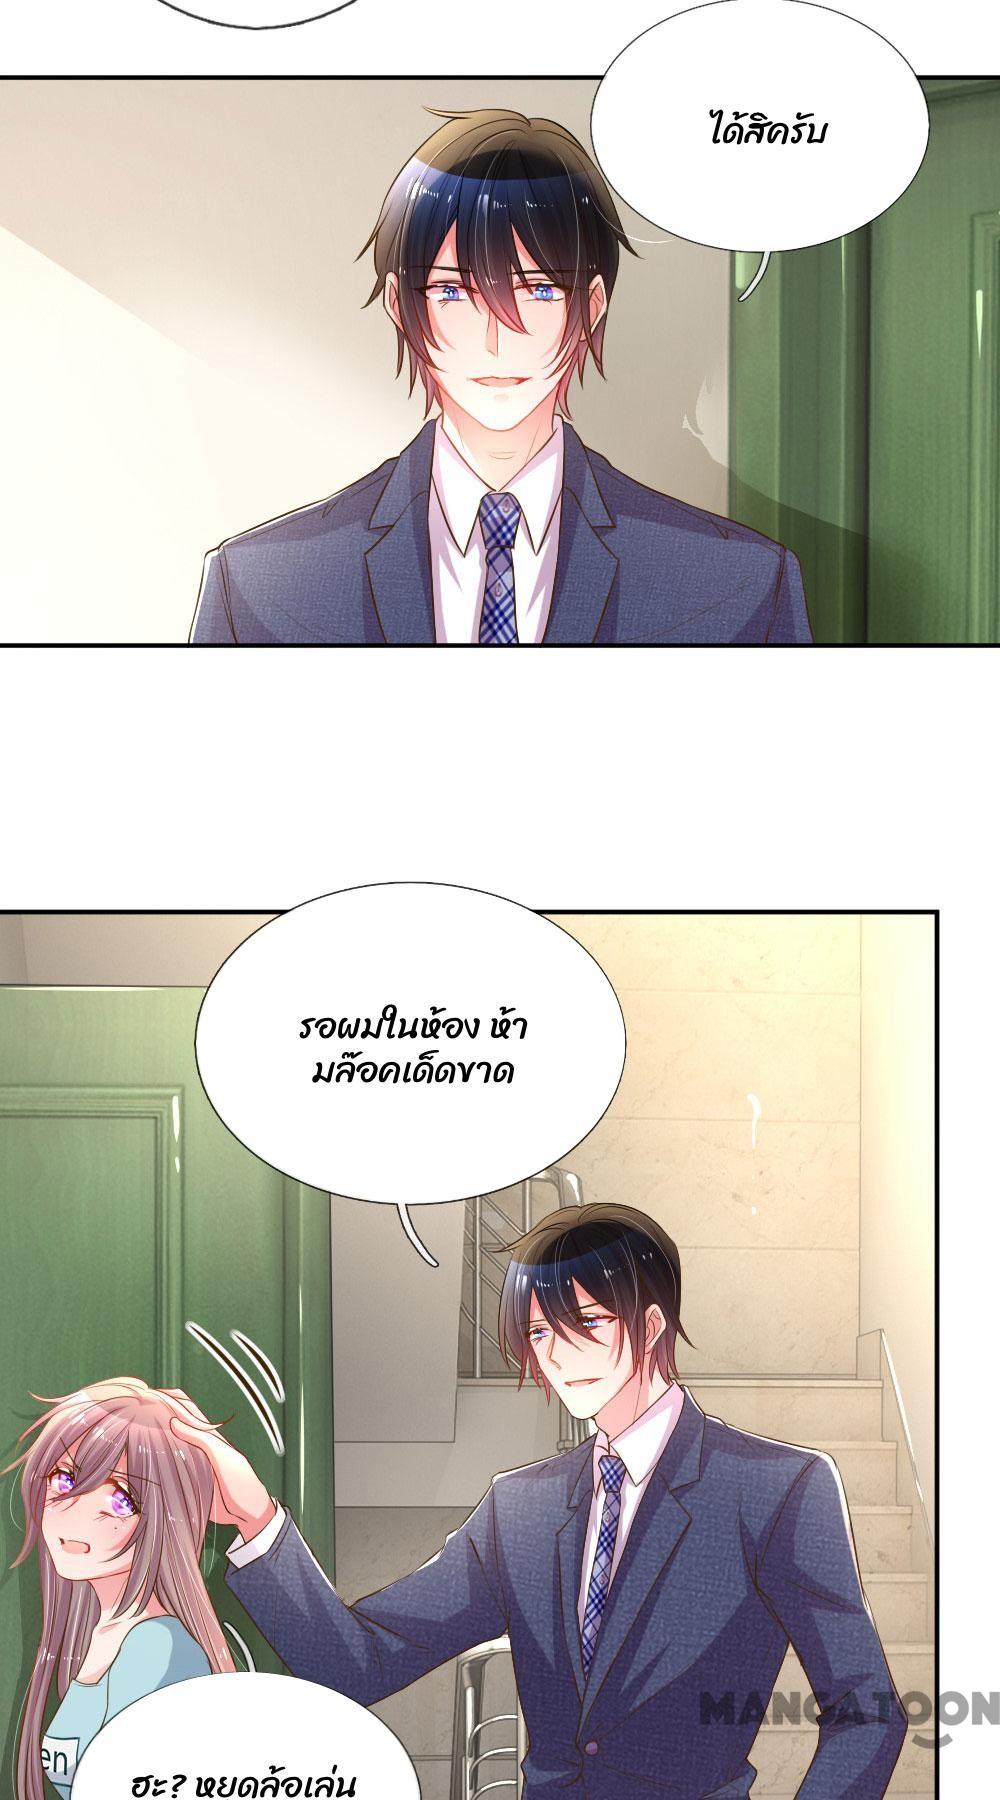 ได้สิครับ
รอผมในห้อง ห้า
มล๊อคเด็ดขาด
en
MANGATOON
ฮะ? หยดล้อเล่น